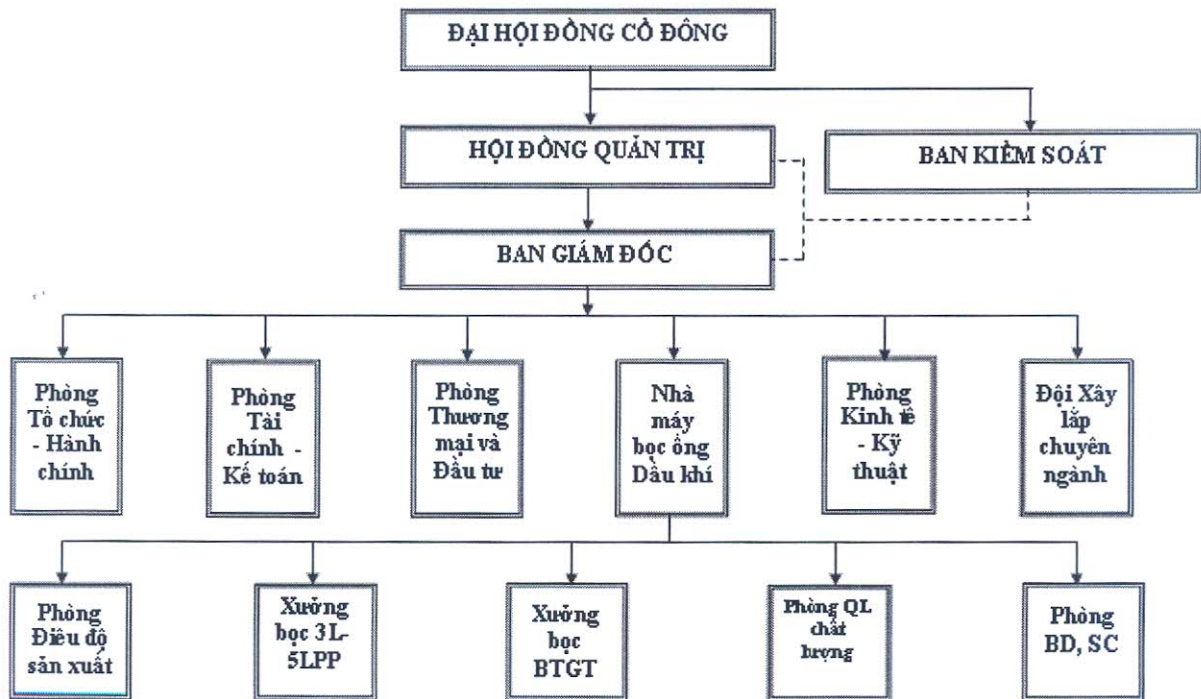 ĐẠI HỘI ĐỒNG CỔ ĐÔNG
HỘI ĐỒNG QUẢN TRỊ
BAN KIỂM SOÁT
BAN GIÁM ĐỐC
Phòng
Tổ chức
- Hành
chính
Phòng
Tài
chính -
Kế toán
Phòng
Thương
mại và
Đầu tư
Nhà
máy
bọc ống
Dầu khí
Phòng
Kinh tế
- Kỹ
thuật
Đội Xây
lắp
chuyên
ngành
Phòng
Điều độ
sản xuất
Xưởng
bọc 3L-
5LPP
Xưởng
bọc
BTGT
Phòng QL
chất
lượng
Phòng
BD, SC